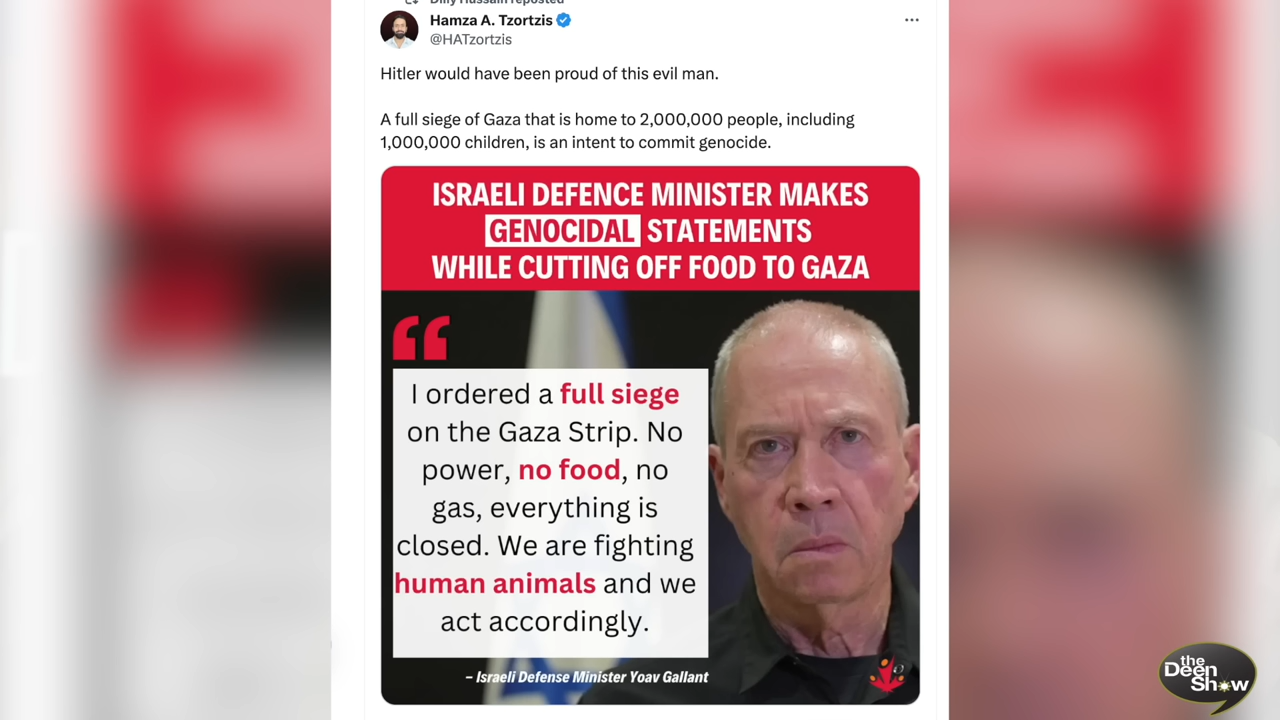 Dilly Hussain reposted
Hamza A. Tzortzis
@HATzortzis
Hitler would have been proud of this evil man.
A full siege of Gaza that is home to 2,000,000 people, including
1,000,000 children, is an intent to commit genocide.
ISRAELI DEFENCE MINISTER MAKES
GENOCIDAL STATEMENTS
WHILE CUTTING OFF FOOD TO GAZA
“
I ordered a full siege
on the Gaza Strip. No
power, no food, no
gas, everything is
closed. We are fighting
human animals and we
act accordingly.
– Israeli Defense Minister Yoav Gallant
the
Deen
Show